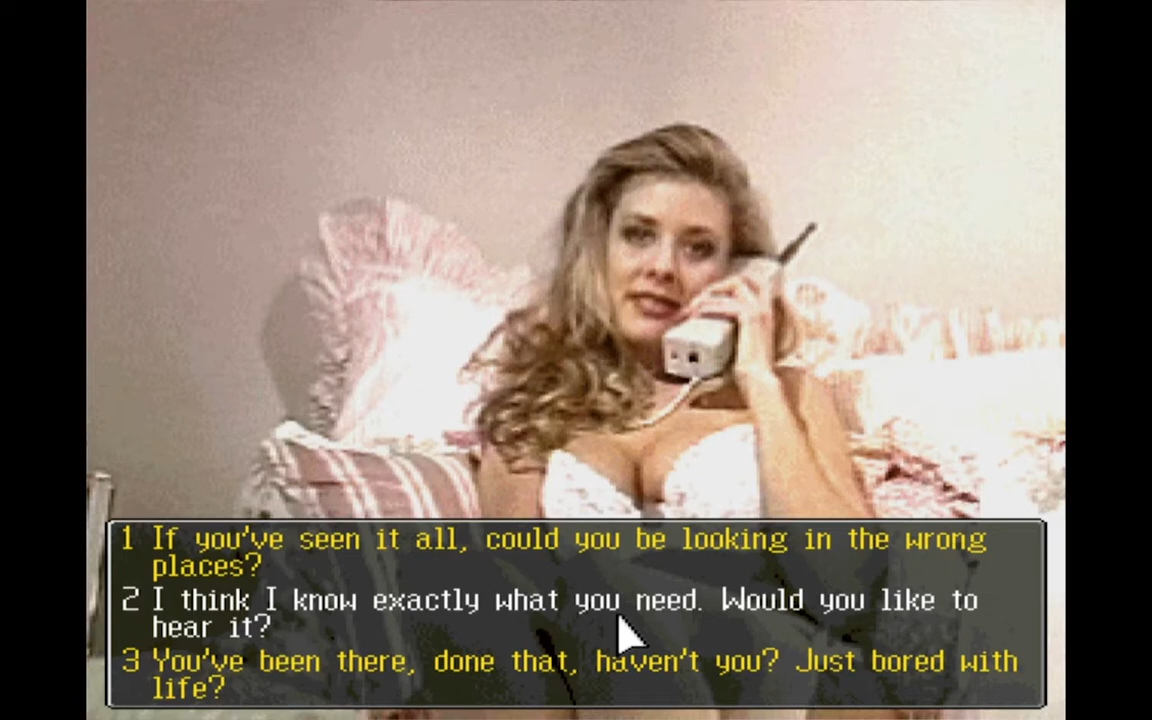 1 If you've seen it all, could you be looking in the wrong
places?
2 I think I know exactly what you need. Would you like to
hear it?
3 You've been there, done that, haven't you? Just bored with
life?